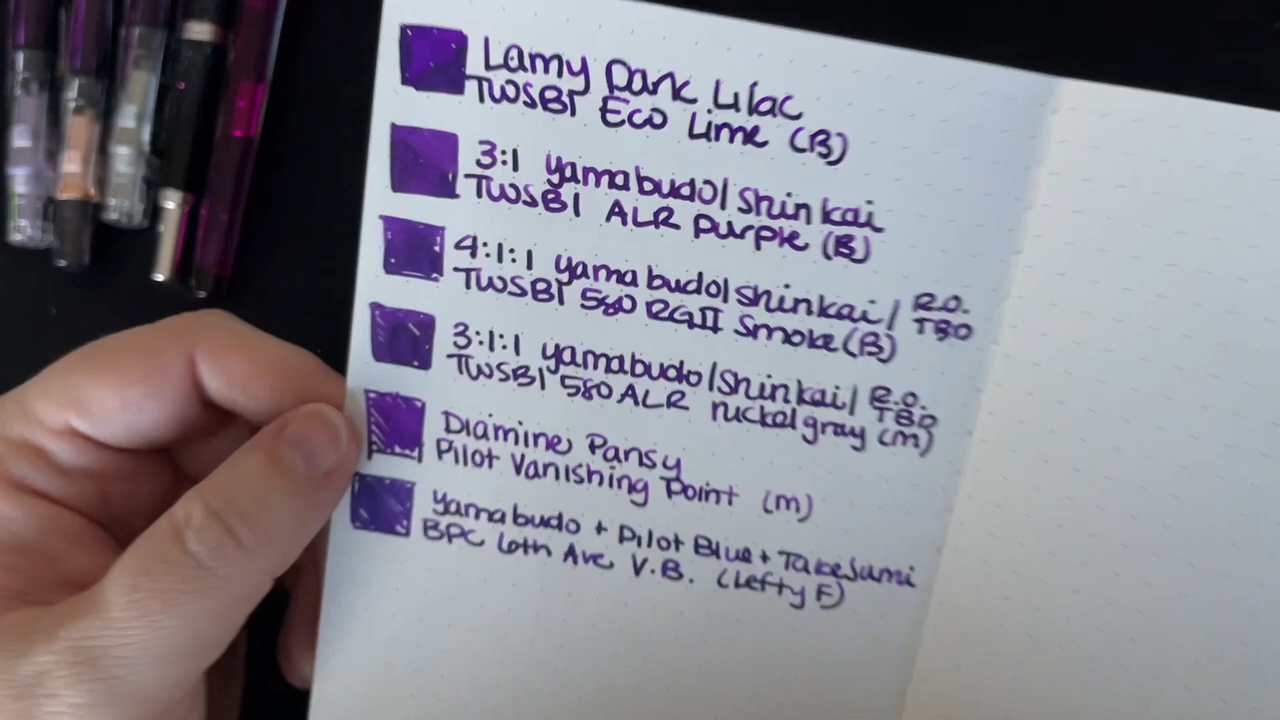 Lamy Dark Lilac
TWSBI Eco Lime (B)
3:1 yamabudo/shinkai
TWSBI ALR purple (B)
4:1:1 yamabudo/shinkai/ R.O. TBO
TWSBI 580 RGII Smoke (B)
3:1:1 yamabudo/shinkai/ R.O. TBO
TWSBI 580 ALR nickel gray (m)
Diamine Pansy
Pilot Vanishing Point (m)
yamabudo + Pilot Blue + Takesumi
BPC 6th Ave V.B. (Lefty F)